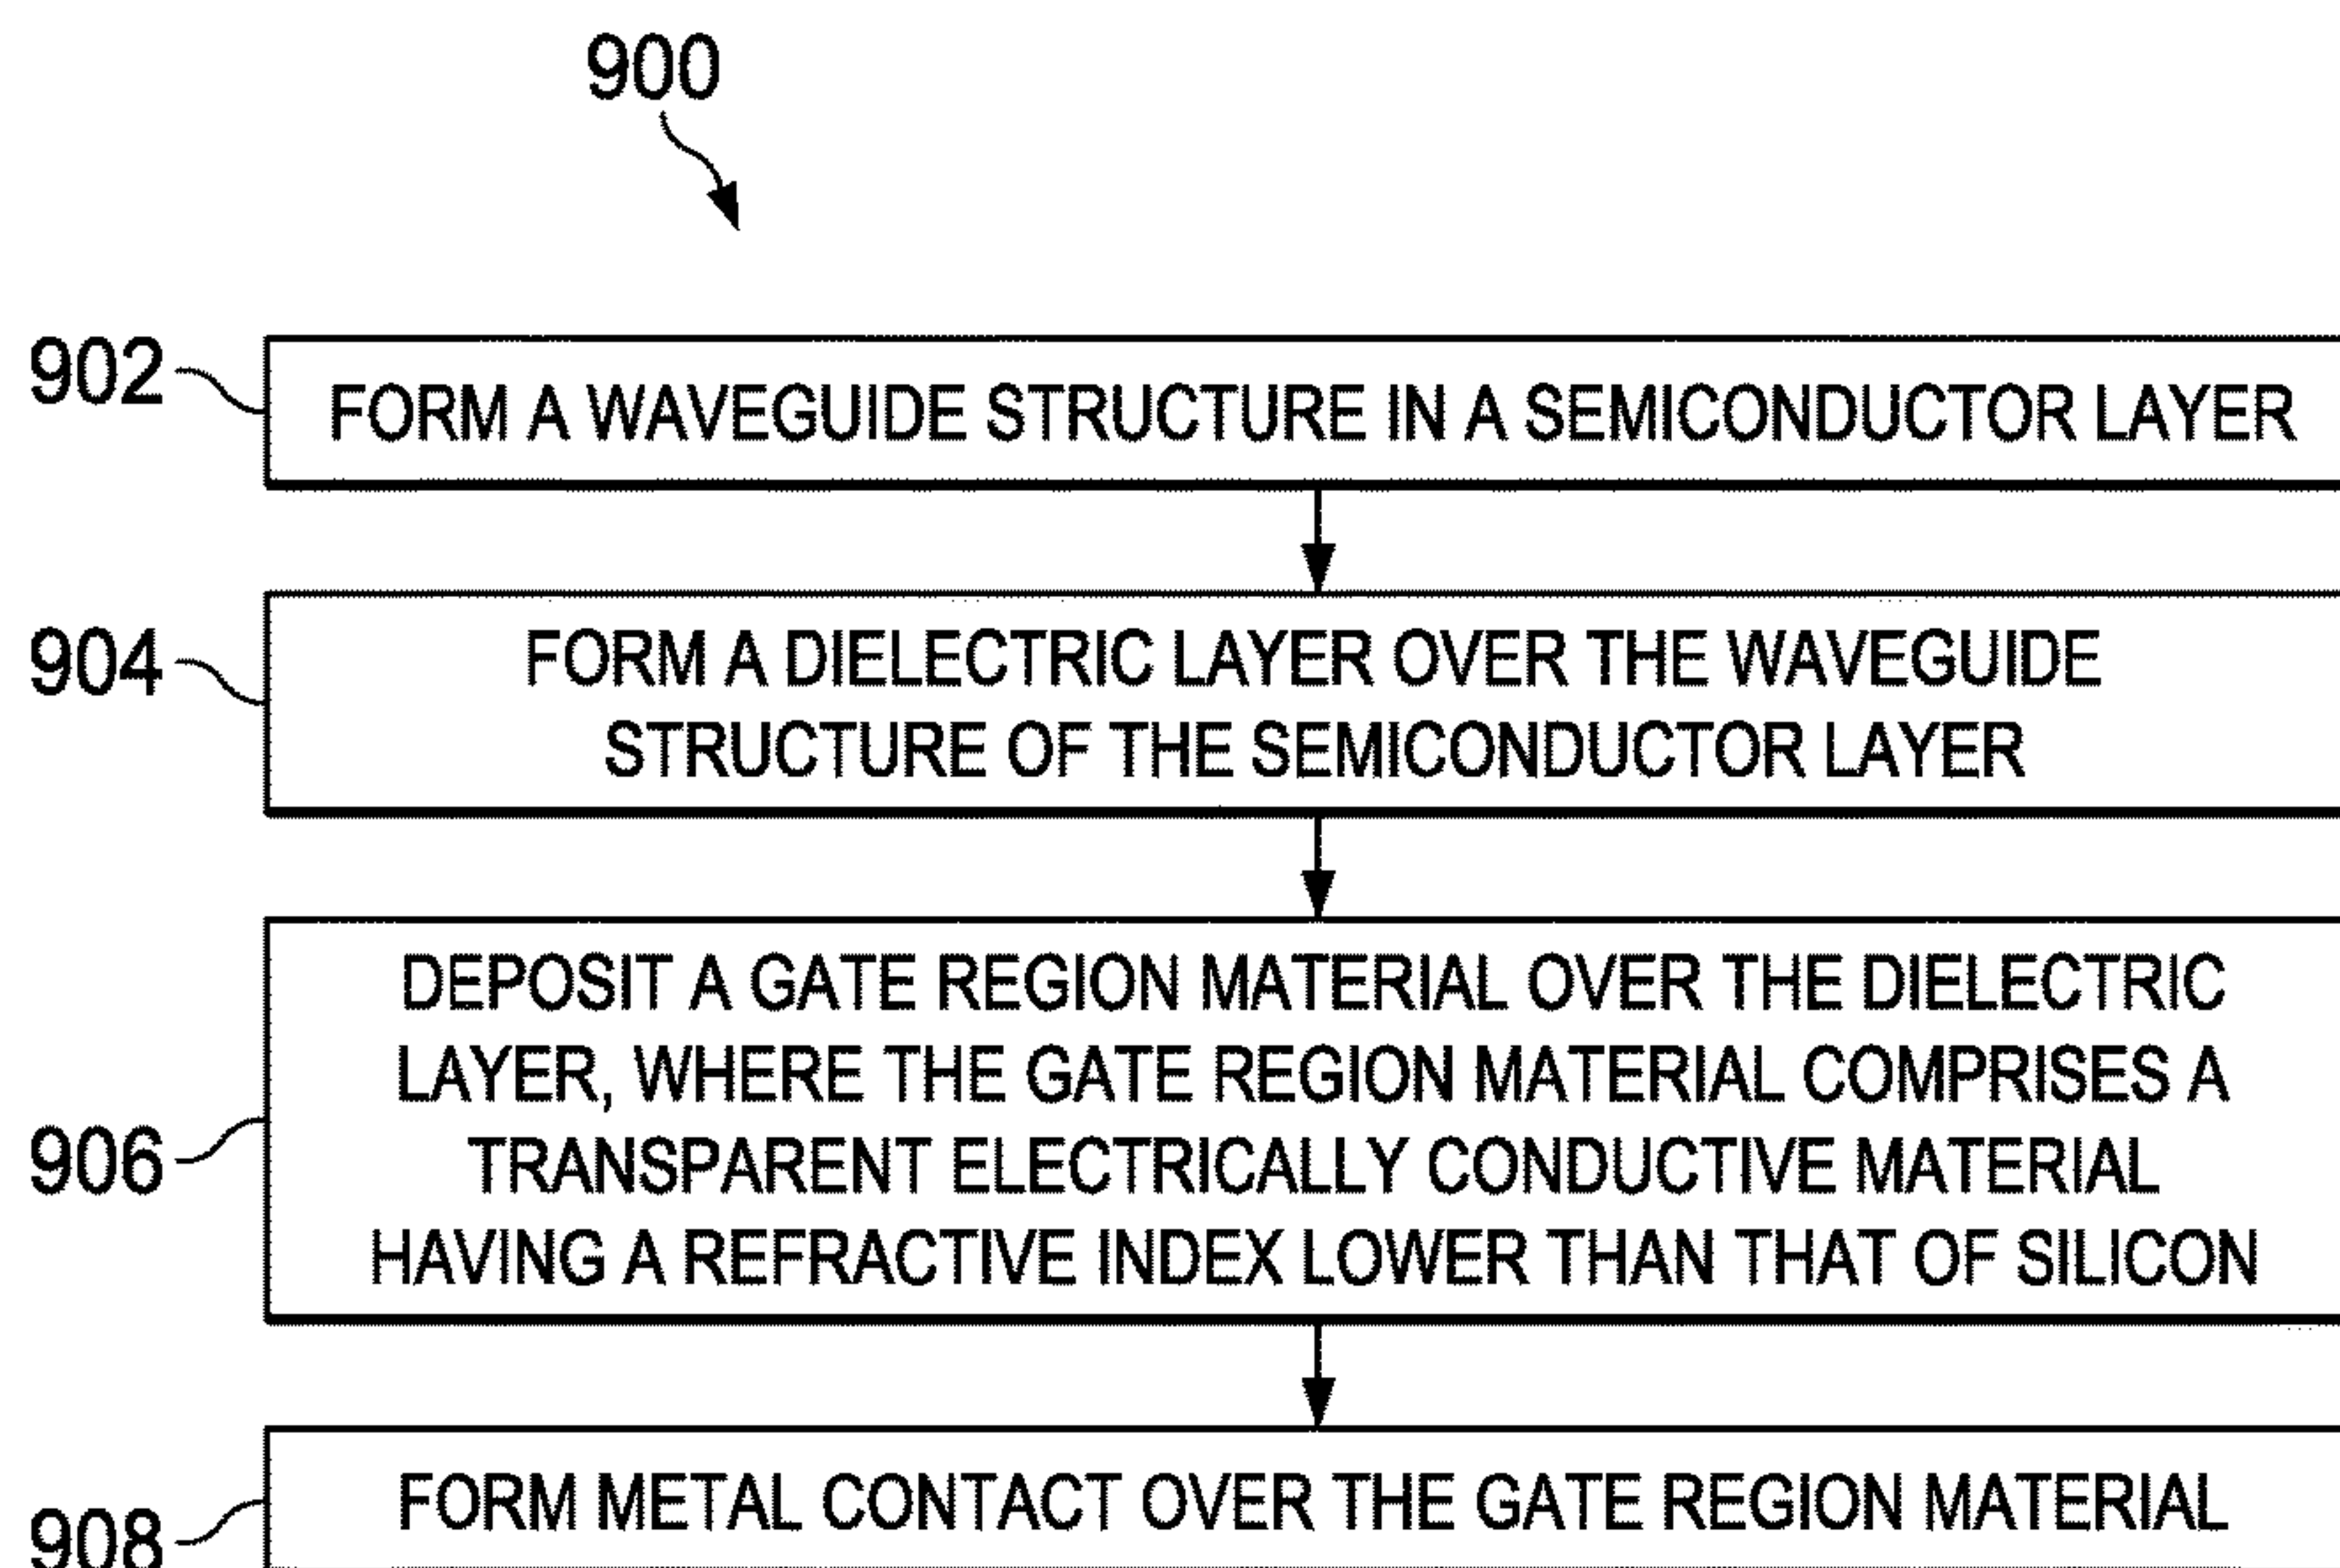 900
902
FORM A WAVEGUIDE STRUCTURE IN A SEMICONDUCTOR LAYER
904
FORM A DIELECTRIC LAYER OVER THE WAVEGUIDE
STRUCTURE OF THE SEMICONDUCTOR LAYER
906
DEPOSIT A GATE REGION MATERIAL OVER THE DIELECTRIC
LAYER, WHERE THE GATE REGION MATERIAL COMPRISES A
TRANSPARENT ELECTRICALLY CONDUCTIVE MATERIAL
HAVING A REFRACTIVE INDEX LOWER THAN THAT OF SILICON
908
FORM METAL CONTACT OVER THE GATE REGION MATERIAL